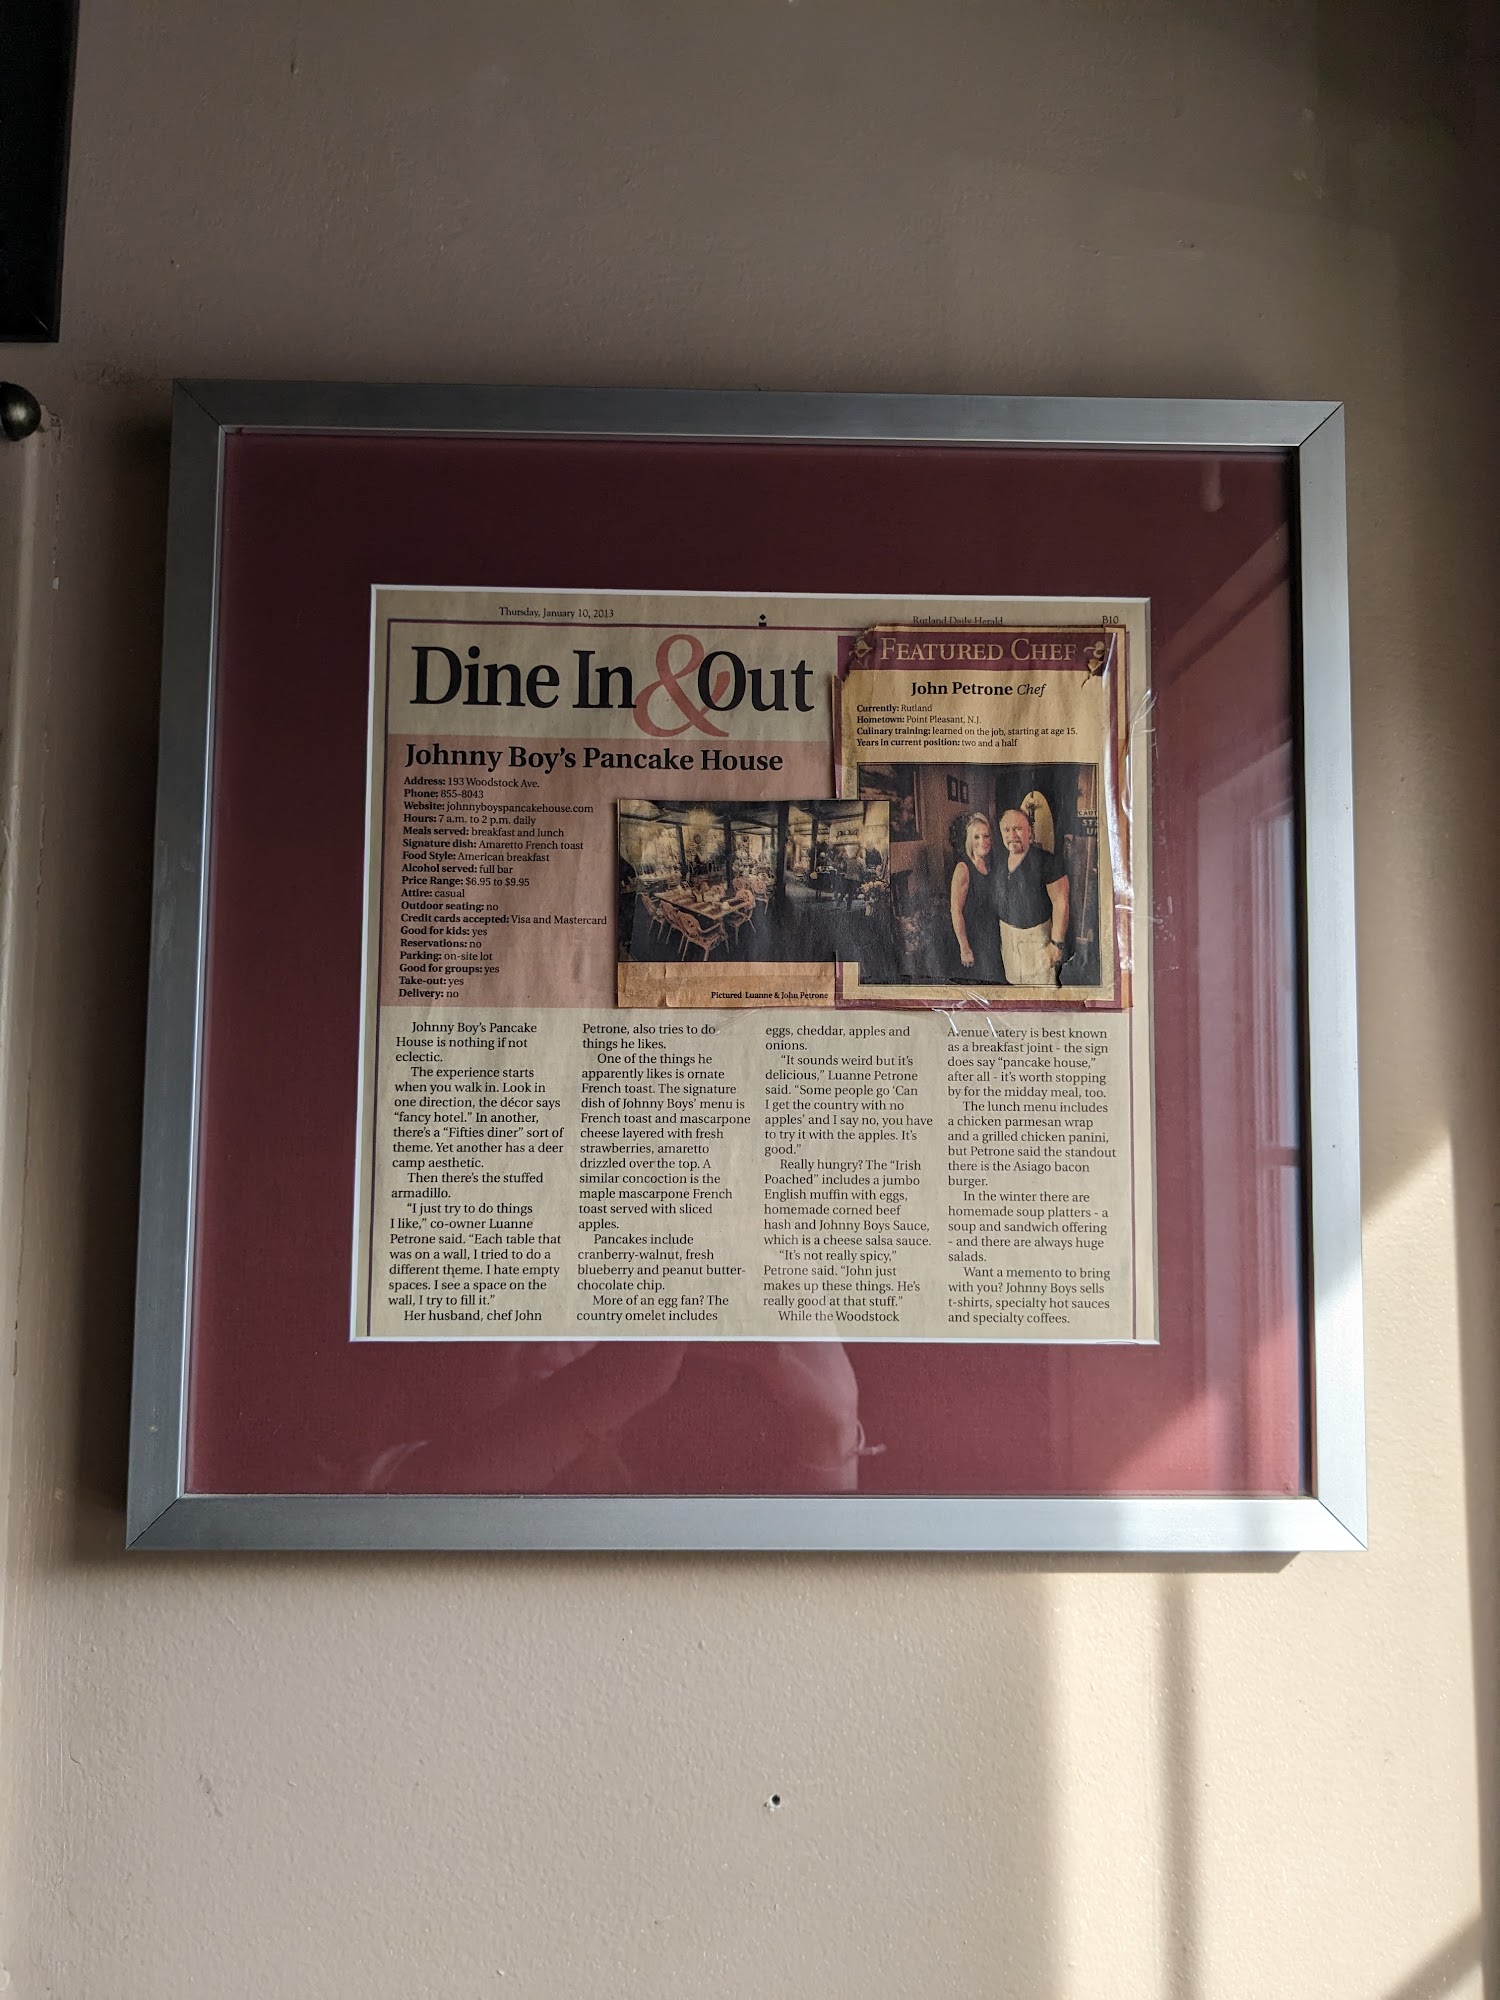 Thursday, January 10, 2013
Rutland Daily Herald
B10
Dine In & Out
Johnny Boy's Pancake House
Address: 193 Woodstock Ave.
Phone: 855-8043
Website: johnnyboyspancakehouse.com
Hours: 7 a.m. to 2 p.m. daily
Meals served: breakfast and lunch
Signature dish: Amaretto French toast
Food Style: American breakfast
Alcohol served: full bar
Price Range: $6.95 to $9.95
Attire: casual
Outdoor seating: no
Credit cards accepted: Visa and Mastercard
Good for kids: yes
Reservations: no
Parking: on-site lot
Good for groups: yes
Take-out: yes
Delivery: no
FEATURED CHEF
John Petrone Chef
Currently: Rutland
Hometown: Point Pleasant, N.J.
Culinary training: learned on the job, starting at age 15.
Years in current position: two and a half
Pictured Luanne & John Petrone
Johnny Boy's Pancake
House is nothing if not
eclectic.
The experience starts
when you walk in. Look in
one direction, the décor says
"fancy hotel." In another,
there's a "Fifties diner" sort of
theme. Yet another has a deer
camp aesthetic.
Then there's the stuffed
armadillo.
"I just try to do things
I like," co-owner Luanne
Petrone said. "Each table that
was on a wall, I tried to do a
different theme. I hate empty
spaces. I see a space on the
wall, I try to fill it."
Her husband, chef John
Petrone, also tries to do
things he likes.
One of the things he
apparently likes is ornate
French toast. The signature
dish of Johnny Boys' menu is
French toast and mascarpone
cheese layered with fresh
strawberries, amaretto
drizzled over the top. A
similar concoction is the
maple mascarpone French
toast served with sliced
apples.
Pancakes include
cranberry-walnut, fresh
blueberry and peanut butter-
chocolate chip.
More of an egg fan? The
country omelet includes
eggs, cheddar, apples and
onions.
"It sounds weird but it's
delicious," Luanne Petrone
said. "Some people go 'Can
I get the country with no
apples' and I say no, you have
to try it with the apples. It's
good."
Really hungry? The "Irish
Poached" includes a jumbo
English muffin with eggs,
homemade corned beef
hash and Johnny Boys Sauce,
which is a cheese salsa sauce.
"It's not really spicy,"
Petrone said. "John just
makes up these things. He's
really good at that stuff."
While the Woodstock
Avenue eatery is best known
as a breakfast joint - the sign
does say "pancake house,"
after all - it's worth stopping
by for the midday meal, too.
The lunch menu includes
a chicken parmesan wrap
and a grilled chicken panini,
but Petrone said the standout
there is the Asiago bacon
burger.
In the winter there are
homemade soup platters - a
soup and sandwich offering
- and there are always huge
salads.
Want a memento to bring
with you? Johnny Boys sells
t-shirts, specialty hot sauces
and specialty coffees.